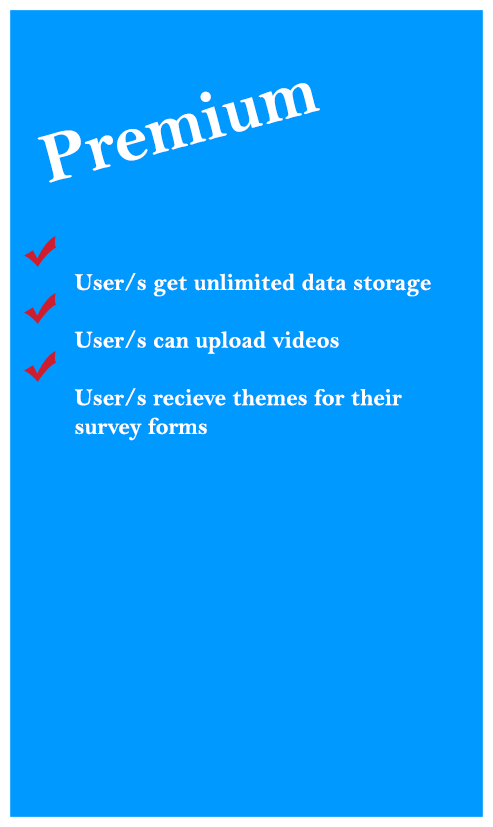 Premium
User/s get unlimited data storage
User/s can upload videos
User/s recieve themes for their
survey forms